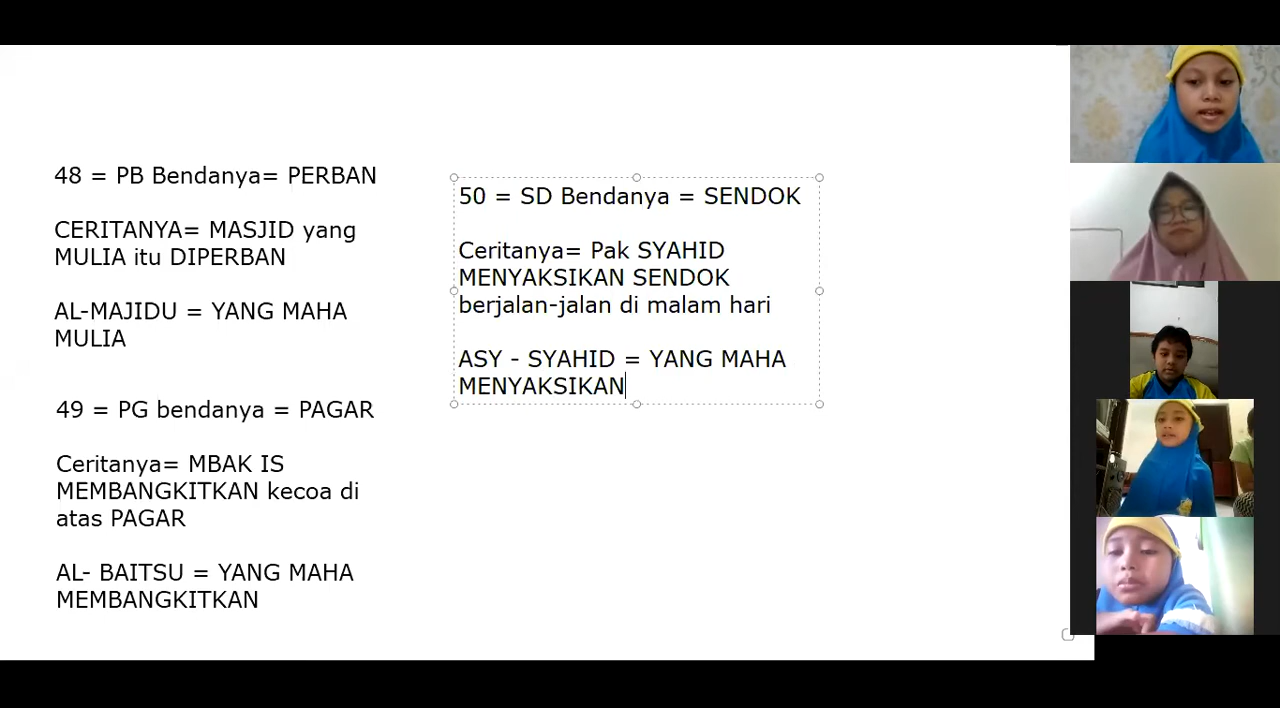 48 = PB Bendanya= PERBAN
CERITANYA= MASJID yang
MULIA itu DIPERBAN
AL-MAJIDU = YANG MAHA
MULIA
49 = PG bendanya = PAGAR
Ceritanya= MBAK IS
MEMBANGKITKAN kecoa di
atas PAGAR
AL- BAITSU = YANG MAHA
MEMBANGKITKAN
50 = SD Bendanya = SENDOK
Ceritanya= Pak SYAHID
MENYAKSIKAN SENDOK
berjalan-jalan di malam hari
ASY - SYAHID = YANG MAHA
MENYAKSIKAN